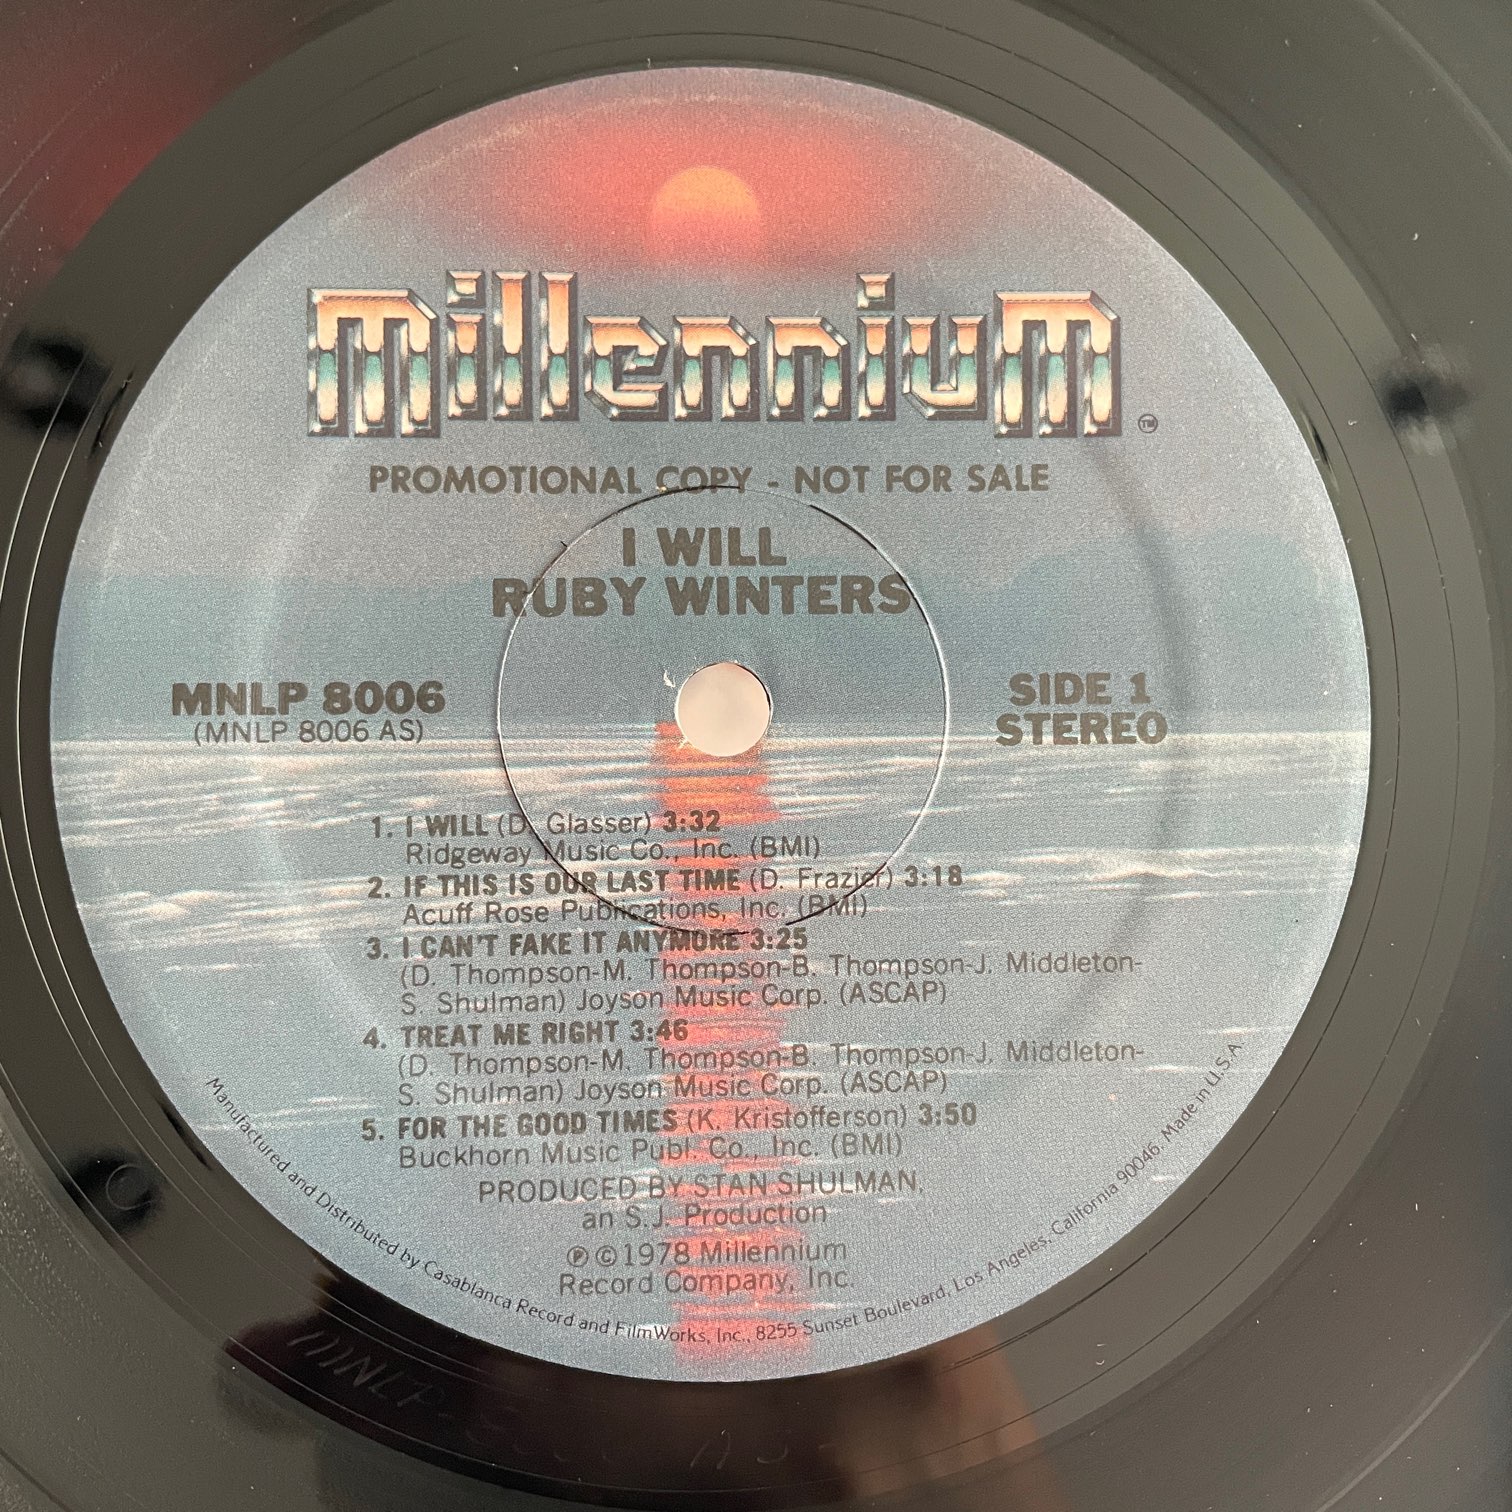 Millennium
TM
PROMOTIONAL COPY - NOT FOR SALE
I WILL
RUBY WINTERS
MNLP 8006
(MNLP 8006 AS)
SIDE 1
STEREO
1. I WILL (D. Glasser) 3:32
Ridgeway Music Co., Inc. (BMI)
2. IF THIS IS OUR LAST TIME (D. Frazier) 3:18
Acuff Rose Publications, Inc. (BMI)
3. I CAN'T FAKE IT ANYMORE 3:25
(D. Thompson-M. Thompson-B. Thompson-J. Middleton-
S. Shulman) Joyson Music Corp. (ASCAP)
4. TREAT ME RIGHT 3:46
(D. Thompson-M. Thompson-B. Thompson-J. Middleton-
S. Shulman) Joyson Music Corp. (ASCAP)
5. FOR THE GOOD TIMES (K. Kristofferson) 3:50
Buckhorn Music Publ. Co., Inc. (BMI)
PRODUCED BY STAN SHULMAN,
an S.J. Production
℗ © 1978 Millennium
Record Company, Inc.
Manufactured and Distributed by Casablanca Record and FilmWorks, Inc., 8255 Sunset Boulevard, Los Angeles, California 90046. Made in U.S.A
MNLP-8006 AS